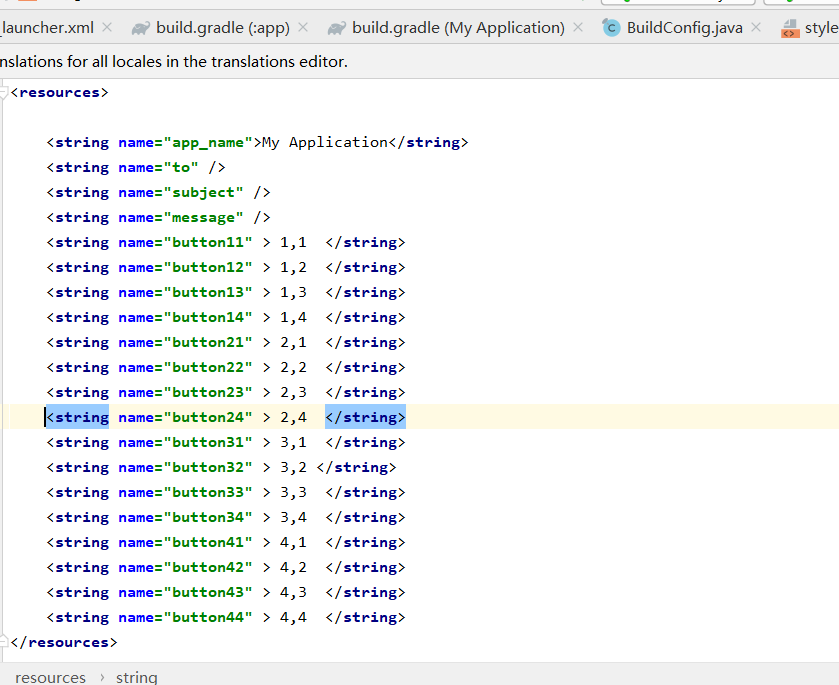 _launcher.xml build.gradle (:app) build.gradle (My Application) BuildConfig.java style
nslations for all locales in the translations editor.
<resources>
<string name="app_name">My Application</string>
<string name="to" />
<string name="subject" />
<string name="message" />
<string name="button11" > 1,1  </string>
<string name="button12" > 1,2  </string>
<string name="button13" > 1,3  </string>
<string name="button14" > 1,4  </string>
<string name="button21" > 2,1  </string>
<string name="button22" > 2,2  </string>
<string name="button23" > 2,3  </string>
<string name="button24" > 2,4  </string>
<string name="button31" > 3,1  </string>
<string name="button32" > 3,2 </string>
<string name="button33" > 3,3  </string>
<string name="button34" > 3,4  </string>
<string name="button41" > 4,1  </string>
<string name="button42" > 4,2  </string>
<string name="button43" > 4,3  </string>
<string name="button44" > 4,4  </string>
</resources>
resources › string